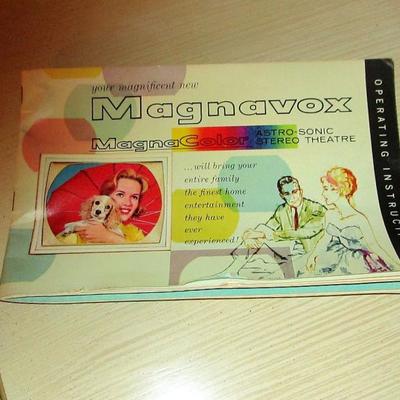 your magnificent new
Magnavox
MagnaColor ASTRO-SONIC
STEREO THEATRE
...will bring your
entire family
the finest home
entertainment
they have
ever
experienced!
OPERATING